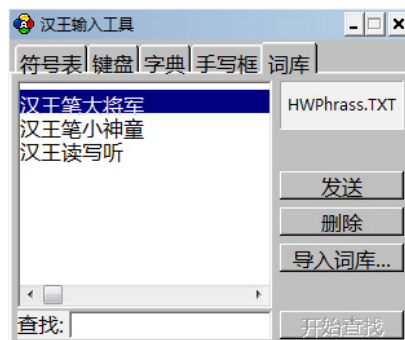 汉王输入工具
符号表 键盘 字典 手写框 词库
汉王笔大将军
汉王笔小神童
汉王读写听
HWPhrass.TXT
发送
删除
导入词库...
查找:
开始查找